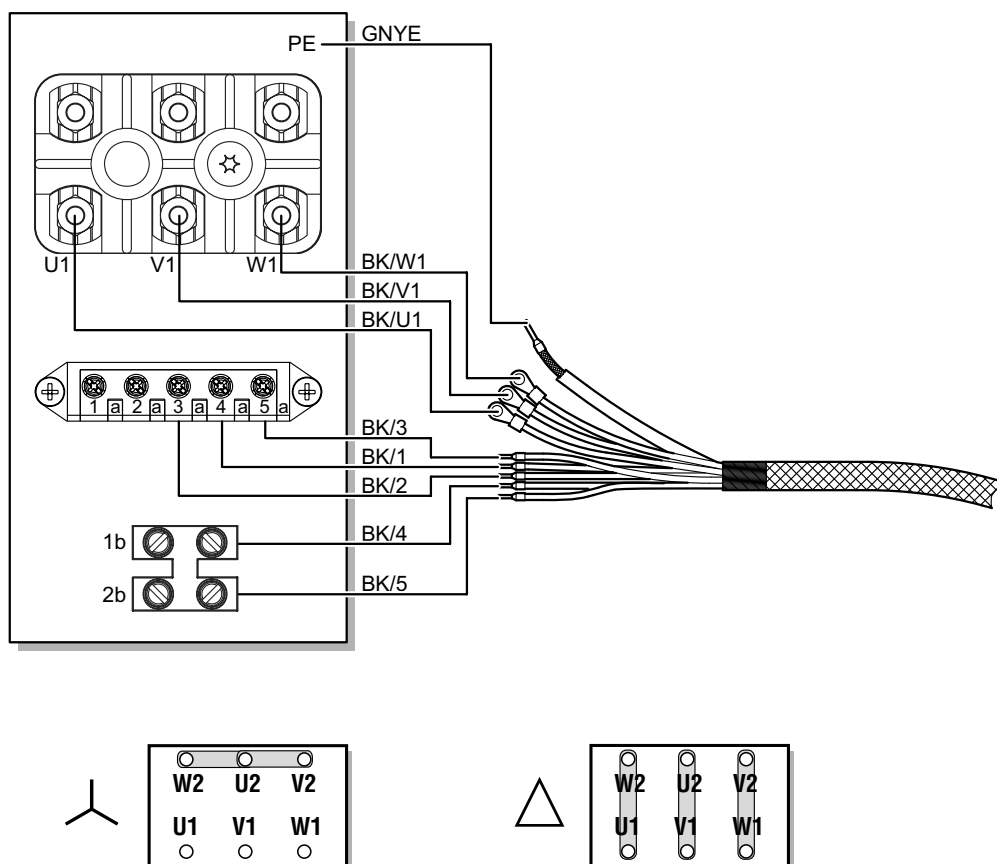 PE GNYE
U1 V1 W1
BK/W1
BK/V1
BK/U1
1 a 2 a 3 a 4 a 5 a
BK/3
BK/1
BK/2
1b BK/4
2b BK/5
W2 U2 V2
U1 V1 W1
W2 U2 V2
U1 V1 W1